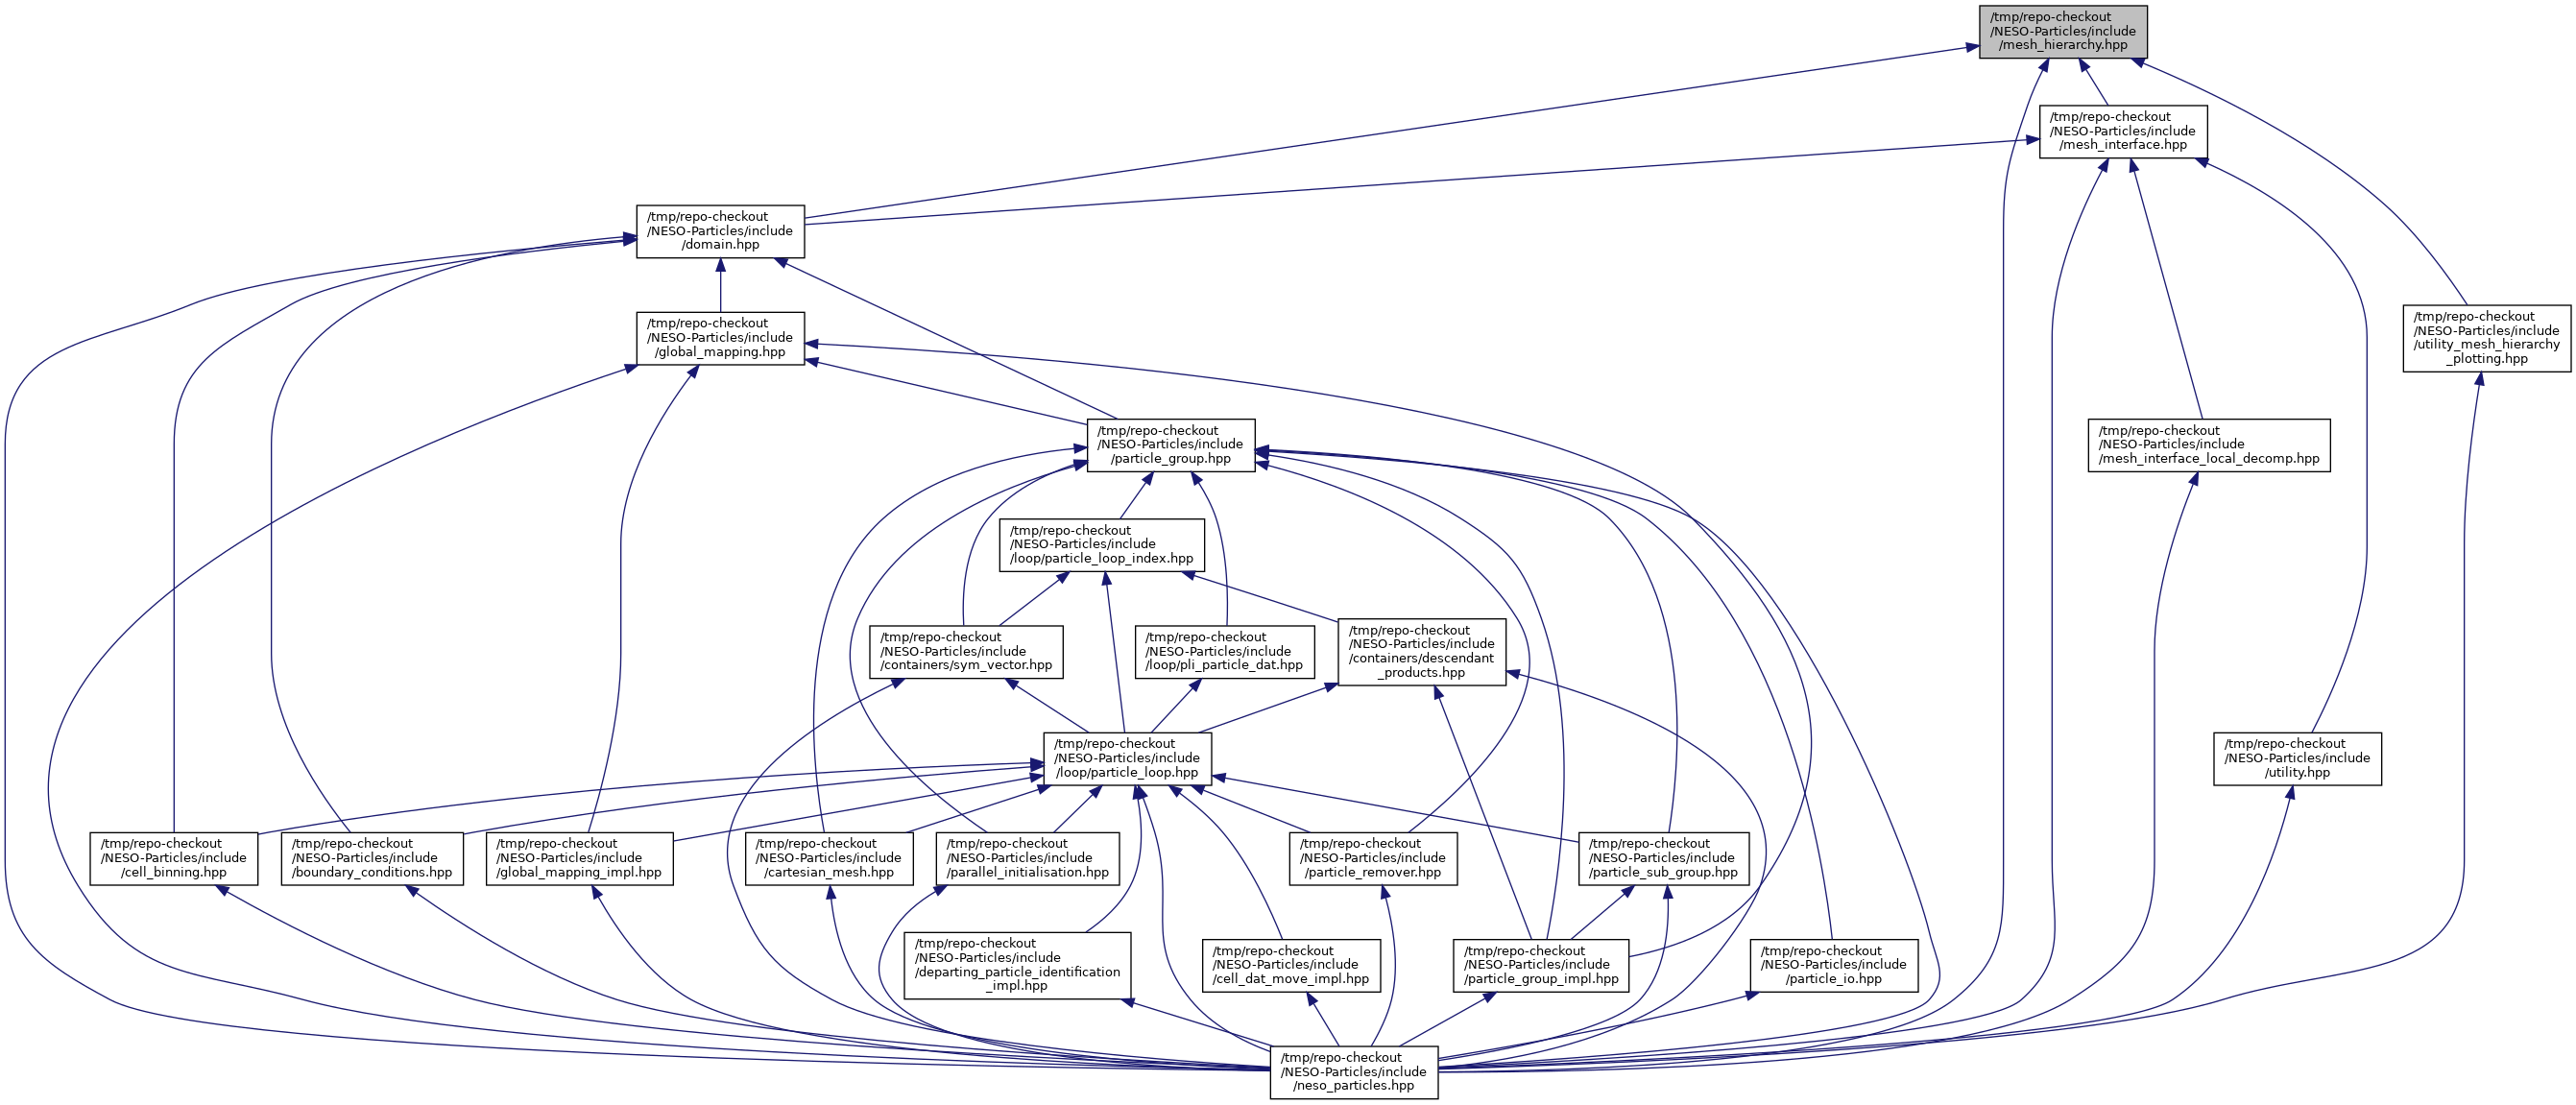 /tmp/repo-checkout
/NESO-Particles/include
/mesh_hierarchy.hpp
/tmp/repo-checkout
/NESO-Particles/include
/mesh_interface.hpp
/tmp/repo-checkout
/NESO-Particles/include
/domain.hpp
/tmp/repo-checkout
/NESO-Particles/include
/global_mapping.hpp
/tmp/repo-checkout
/NESO-Particles/include
/utility_mesh_hierarchy
_plotting.hpp
/tmp/repo-checkout
/NESO-Particles/include
/particle_group.hpp
/tmp/repo-checkout
/NESO-Particles/include
/mesh_interface_local_decomp.hpp
/tmp/repo-checkout
/NESO-Particles/include
/loop/particle_loop_index.hpp
/tmp/repo-checkout
/NESO-Particles/include
/containers/sym_vector.hpp
/tmp/repo-checkout
/NESO-Particles/include
/loop/pli_particle_dat.hpp
/tmp/repo-checkout
/NESO-Particles/include
/containers/descendant
_products.hpp
/tmp/repo-checkout
/NESO-Particles/include
/loop/particle_loop.hpp
/tmp/repo-checkout
/NESO-Particles/include
/utility.hpp
/tmp/repo-checkout
/NESO-Particles/include
/cell_binning.hpp
/tmp/repo-checkout
/NESO-Particles/include
/boundary_conditions.hpp
/tmp/repo-checkout
/NESO-Particles/include
/global_mapping_impl.hpp
/tmp/repo-checkout
/NESO-Particles/include
/cartesian_mesh.hpp
/tmp/repo-checkout
/NESO-Particles/include
/parallel_initialisation.hpp
/tmp/repo-checkout
/NESO-Particles/include
/particle_remover.hpp
/tmp/repo-checkout
/NESO-Particles/include
/particle_sub_group.hpp
/tmp/repo-checkout
/NESO-Particles/include
/departing_particle_identification
_impl.hpp
/tmp/repo-checkout
/NESO-Particles/include
/cell_dat_move_impl.hpp
/tmp/repo-checkout
/NESO-Particles/include
/particle_group_impl.hpp
/tmp/repo-checkout
/NESO-Particles/include
/particle_io.hpp
/tmp/repo-checkout
/NESO-Particles/include
/neso_particles.hpp